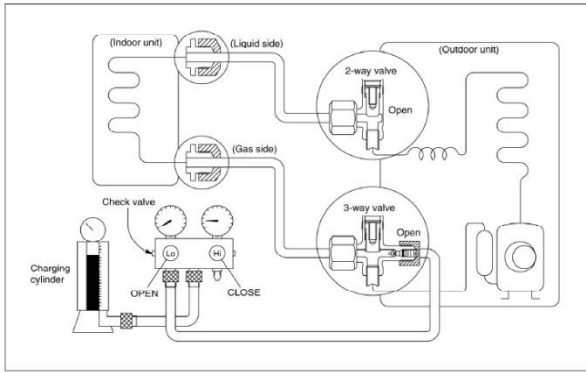 (Indoor unit)
(Liquid side)
(Outdoor unit)
2-way valve
Open
(Gas side)
3-way valve
Open
Check valve
Lo
Hi
Charging
cylinder
OPEN
CLOSE